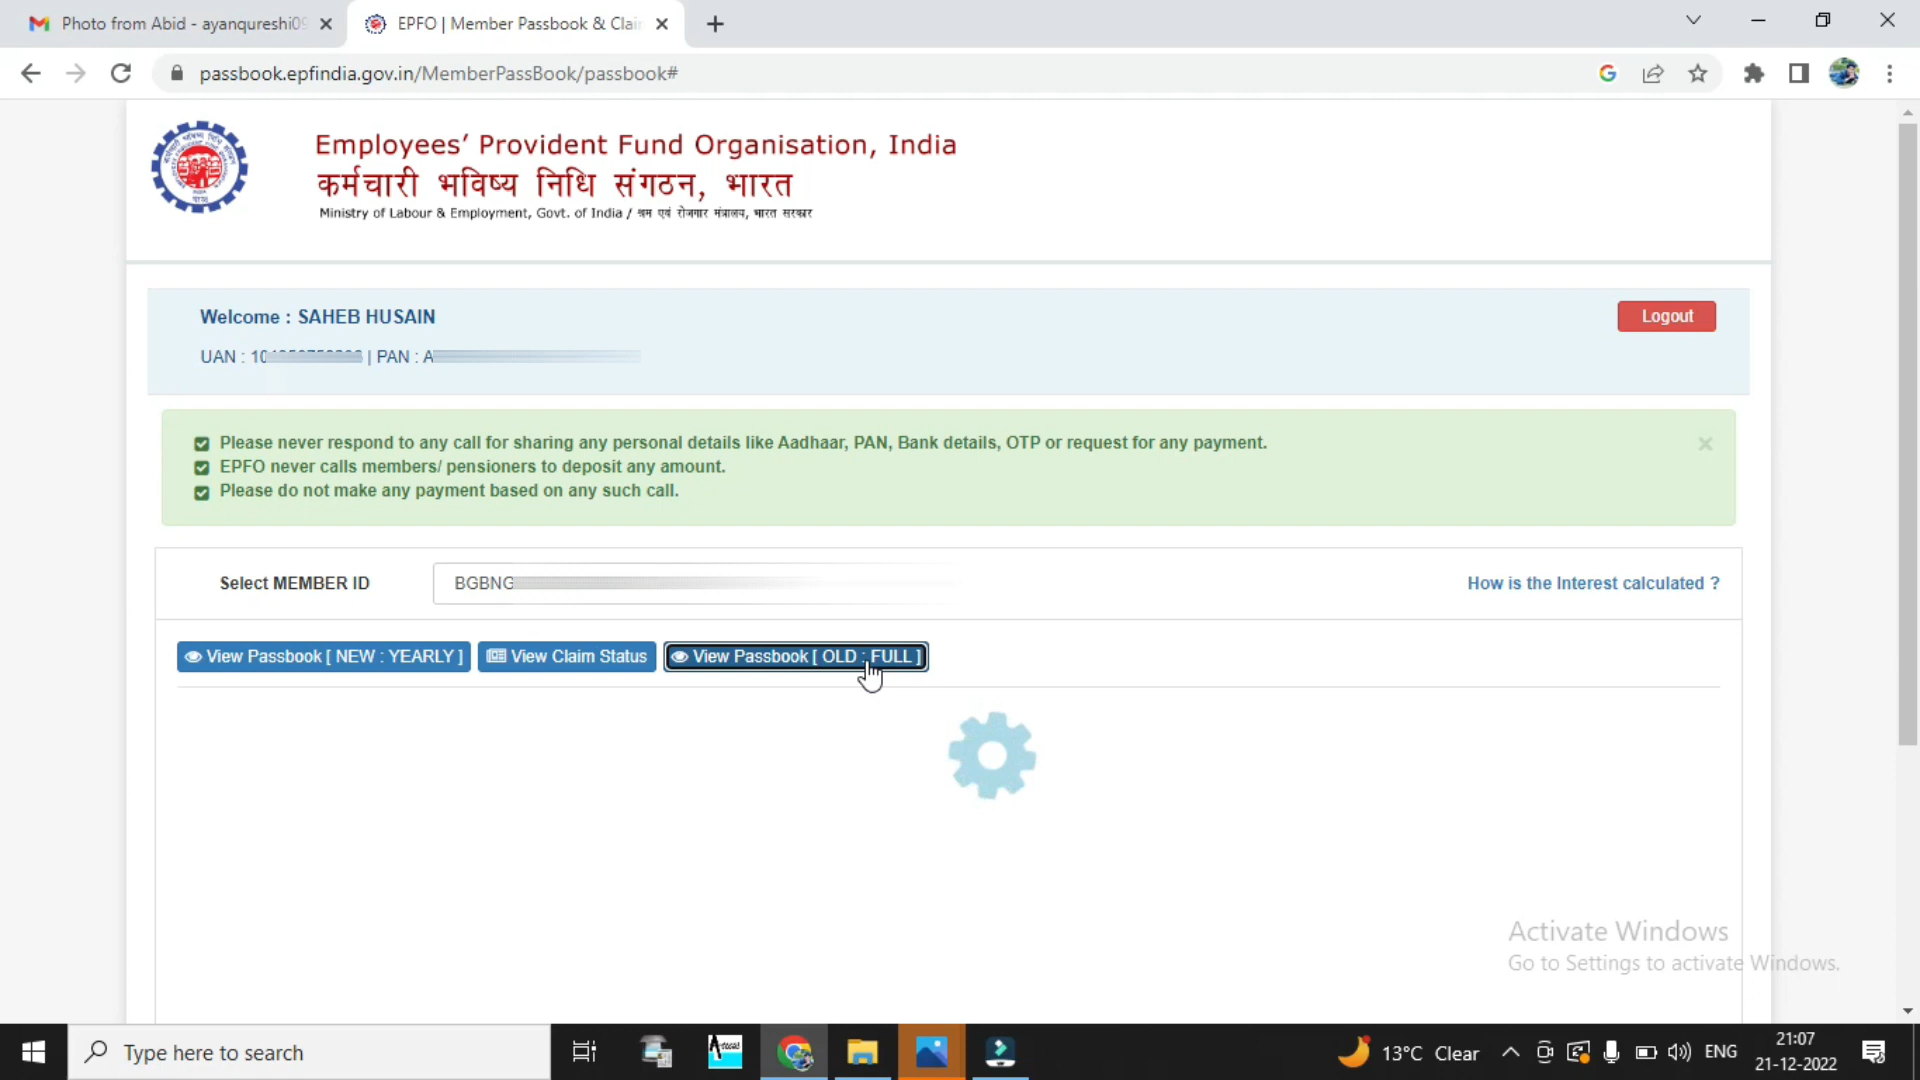 Photo from Abid - ayanqureshi09
EPFO | Member Passbook & Clai
passbook.epfindia.gov.in/MemberPassBook/passbook#
Employees' Provident Fund Organisation, India
कर्मचारी भविष्य निधि संगठन, भारत
Ministry of Labour & Employment, Govt. of India / श्रम एवं रोजगार मंत्रालय, भारत सरकार
Welcome : SAHEB HUSAIN
Logout
UAN : 10 | PAN : A
Please never respond to any call for sharing any personal details like Aadhaar, PAN, Bank details, OTP or request for any payment.
EPFO never calls members/ pensioners to deposit any amount.
Please do not make any payment based on any such call.
Select MEMBER ID
BGBNG
How is the Interest calculated ?
View Passbook [ NEW : YEARLY ]
View Claim Status
View Passbook [ OLD : FULL ]
Activate Windows
Go to Settings to activate Windows.
Type here to search
13°C Clear
ENG
21:07
21-12-2022